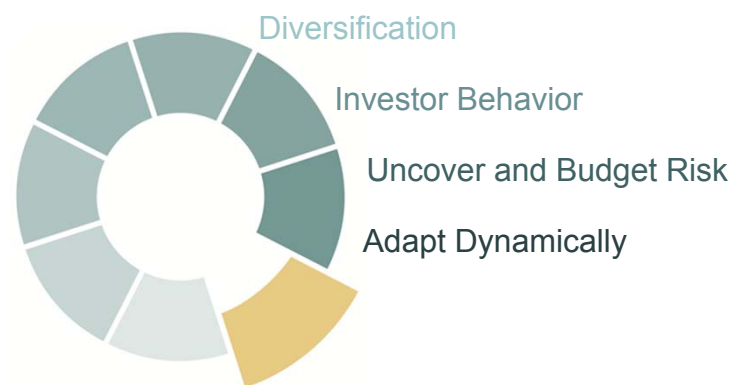 Diversification
Investor Behavior
Uncover and Budget Risk
Adapt Dynamically